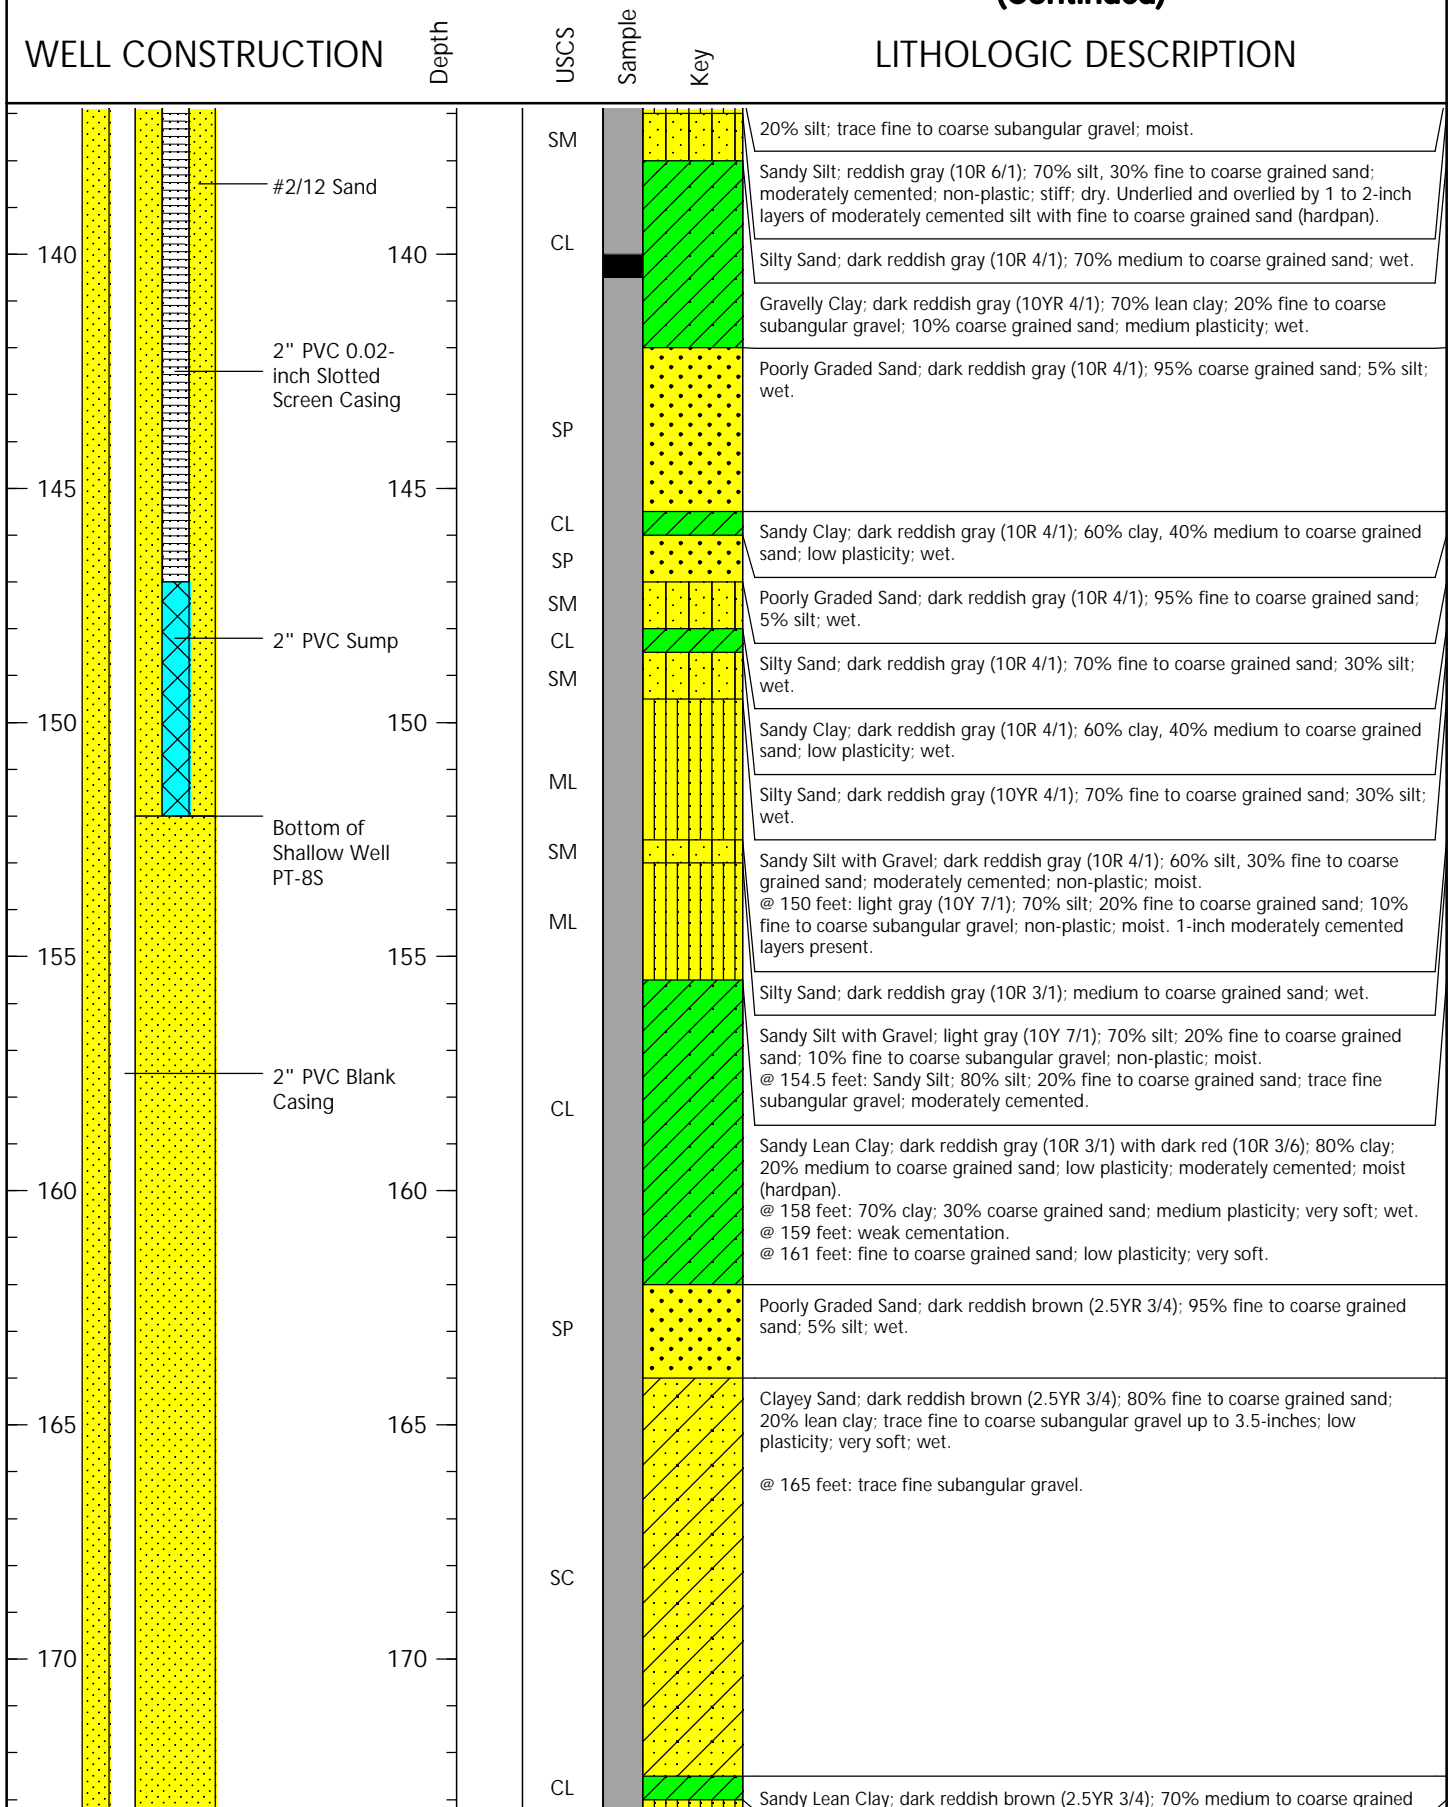 (Continued)
WELL CONSTRUCTION
Depth
USCS
Sample
Key
LITHOLOGIC DESCRIPTION
#2/12 Sand
2" PVC 0.02-
inch Slotted
Screen Casing
2" PVC Sump
Bottom of
Shallow Well
PT-8S
2" PVC Blank
Casing
140
145
150
155
160
165
170
140
145
150
155
160
165
170
SM
CL
SP
CL
SP
SM
CL
SM
ML
SM
ML
CL
SP
SC
CL
20% silt; trace fine to coarse subangular gravel; moist.
Sandy Silt; reddish gray (10R 6/1); 70% silt, 30% fine to coarse grained sand;
moderately cemented; non-plastic; stiff; dry. Underlied and overlied by 1 to 2-inch
layers of moderately cemented silt with fine to coarse grained sand (hardpan).
Silty Sand; dark reddish gray (10R 4/1); 70% medium to coarse grained sand; wet.
Gravelly Clay; dark reddish gray (10YR 4/1); 70% lean clay; 20% fine to coarse
subangular gravel; 10% coarse grained sand; medium plasticity; wet.
Poorly Graded Sand; dark reddish gray (10R 4/1); 95% coarse grained sand; 5% silt;
wet.
Sandy Clay; dark reddish gray (10R 4/1); 60% clay, 40% medium to coarse grained
sand; low plasticity; wet.
Poorly Graded Sand; dark reddish gray (10R 4/1); 95% fine to coarse grained sand;
5% silt; wet.
Silty Sand; dark reddish gray (10R 4/1); 70% fine to coarse grained sand; 30% silt;
wet.
Sandy Clay; dark reddish gray (10R 4/1); 60% clay, 40% medium to coarse grained
sand; low plasticity; wet.
Silty Sand; dark reddish gray (10YR 4/1); 70% fine to coarse grained sand; 30% silt;
wet.
Sandy Silt with Gravel; dark reddish gray (10R 4/1); 60% silt, 30% fine to coarse
grained sand; moderately cemented; non-plastic; moist.
@ 150 feet: light gray (10Y 7/1); 70% silt; 20% fine to coarse grained sand; 10%
fine to coarse subangular gravel; non-plastic; moist. 1-inch moderately cemented
layers present.
Silty Sand; dark reddish gray (10R 3/1); medium to coarse grained sand; wet.
Sandy Silt with Gravel; light gray (10Y 7/1); 70% silt; 20% fine to coarse grained
sand; 10% fine to coarse subangular gravel; non-plastic; moist.
@ 154.5 feet: Sandy Silt; 80% silt; 20% fine to coarse grained sand; trace fine
subangular gravel; moderately cemented.
Sandy Lean Clay; dark reddish gray (10R 3/1) with dark red (10R 3/6); 80% clay;
20% medium to coarse grained sand; low plasticity; moderately cemented; moist
(hardpan).
@ 158 feet: 70% clay; 30% coarse grained sand; medium plasticity; very soft; wet.
@ 159 feet: weak cementation.
@ 161 feet: fine to coarse grained sand; low plasticity; very soft.
Poorly Graded Sand; dark reddish brown (2.5YR 3/4); 95% fine to coarse grained
sand; 5% silt; wet.
Clayey Sand; dark reddish brown (2.5YR 3/4); 80% fine to coarse grained sand;
20% lean clay; trace fine to coarse subangular gravel up to 3.5-inches; low
plasticity; very soft; wet.
@ 165 feet: trace fine subangular gravel.
Sandy Lean Clay; dark reddish brown (2.5YR 3/4); 70% medium to coarse grained